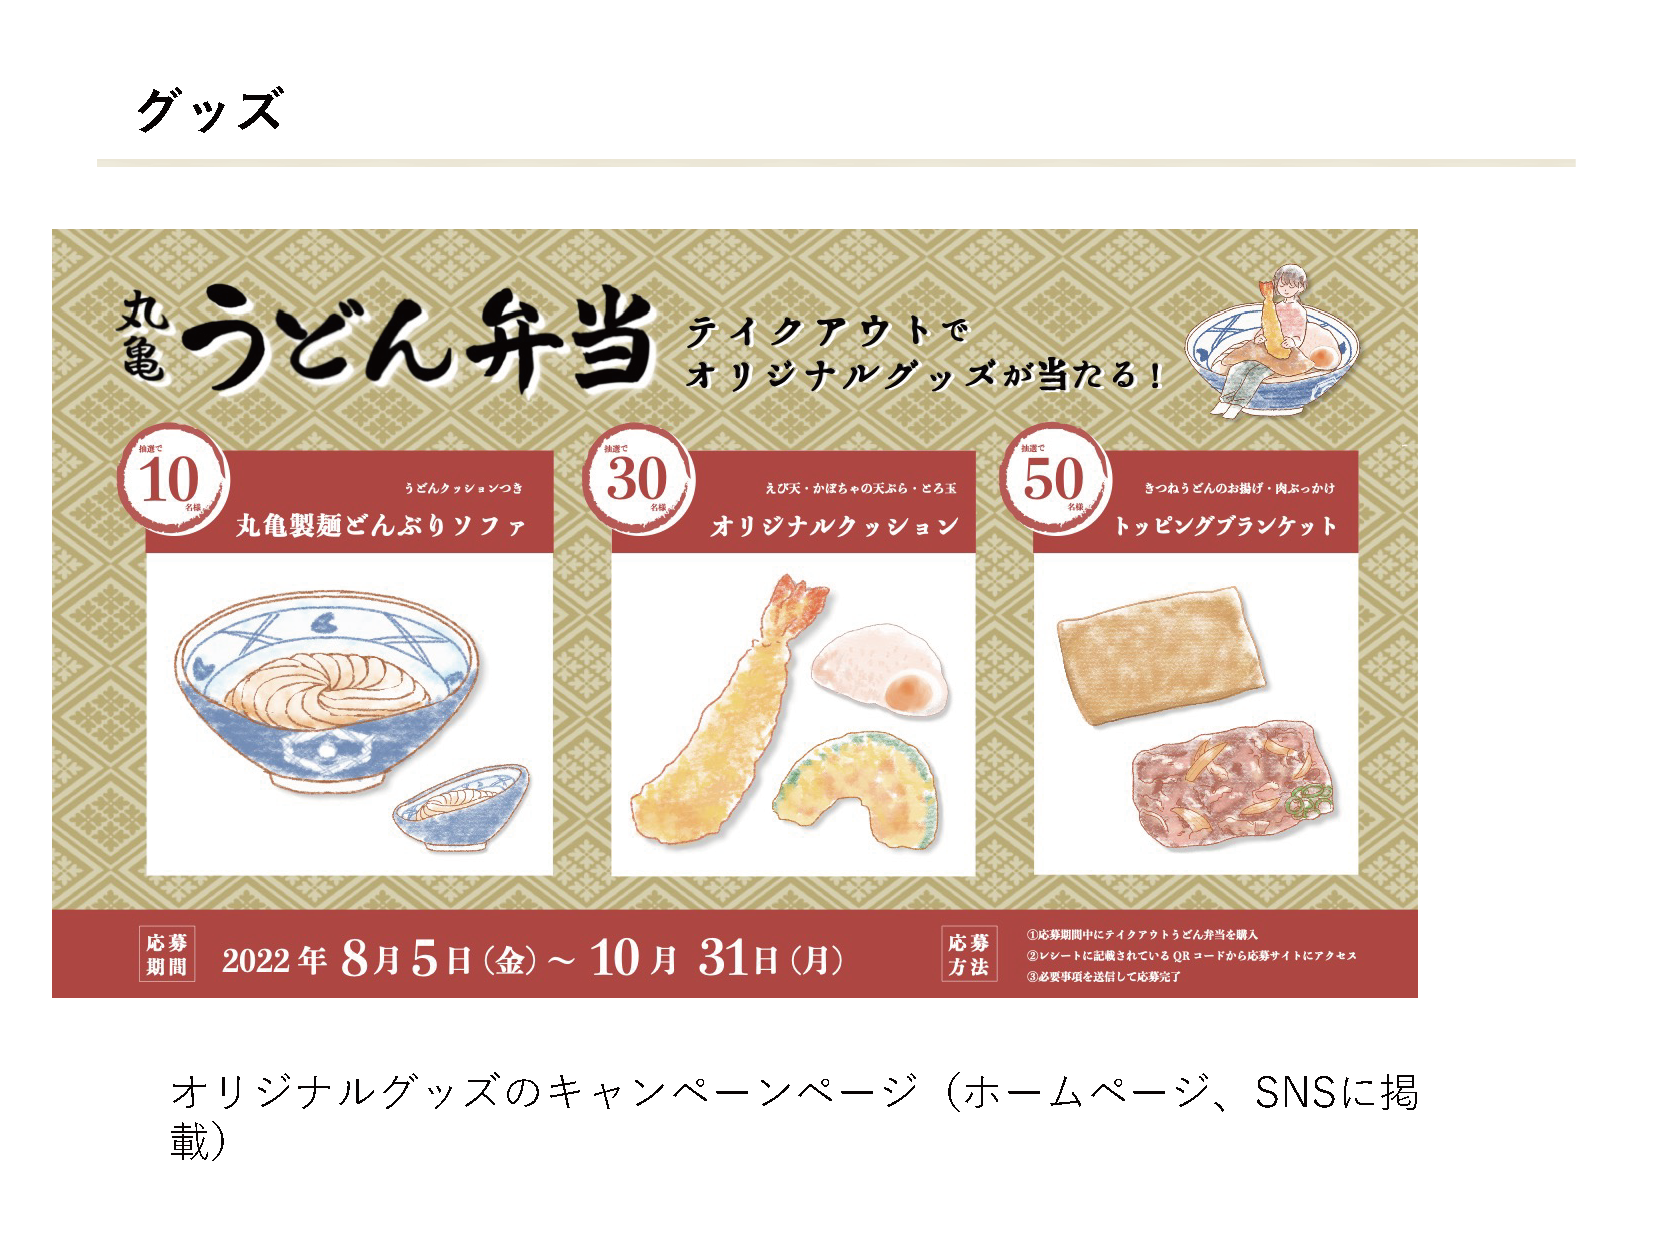 グッズ
丸亀
うどん弁当
テイクアウトで
オリジナルグッズが当たる！
抽選で
10
名様
うどんクッションつき
丸亀製麺どんぶりソファ
抽選で
30
名様
えび天・かぼちゃの天ぷら・とろ玉
オリジナルクッション
抽選で
50
名様
きつねうどんのお揚げ・肉ぶっかけ
トッピングブランケット
応募
期間
2022年 8月5日（金）～ 10月 31日（月）
応募
方法
①応募期間中にテイクアウトうどん弁当を購入
②レシートに記載されているQRコードから応募サイトにアクセス
③必要事項を送信して応募完了
オリジナルグッズのキャンペーンページ（ホームページ、SNSに掲
載）